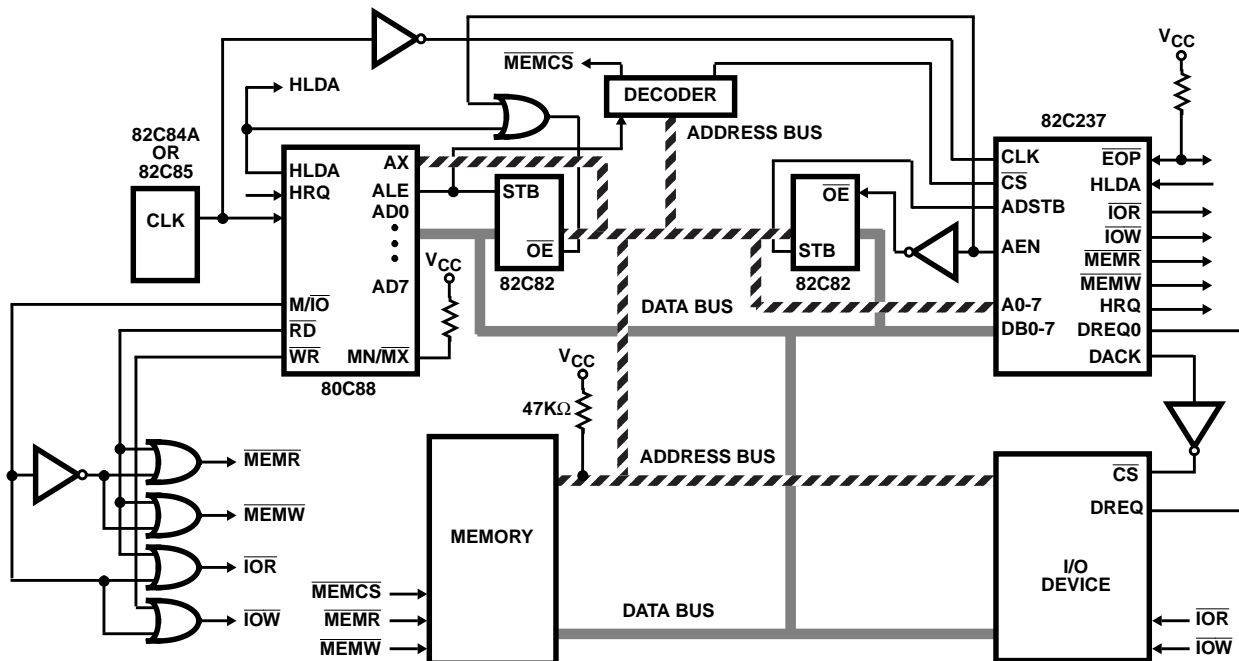 V̅CC
MEMCS
HLDA
DECODER
82C237
82C84A
OR
82C85
ADDRESS BUS
CLK
HLDA
HRQ
AX
ALE
AD0
AD7
STB
OE
82C82
OE
STB
82C82
CLK
CS
ADSTB
AEN
A0-7
DB0-7
EOP
HLDA
IOR
IOW
MEMR
MEMW
HRQ
DREQ0
DACK
VCC
DATA BUS
M/IO
RD
WR
MN/MX
80C88
VCC
47KΩ
MEMR
MEMW
IOR
IOW
ADDRESS BUS
MEMORY
CS
DREQ
I/O
DEVICE
MEMCS
MEMR
MEMW
DATA BUS
IOR
IOW